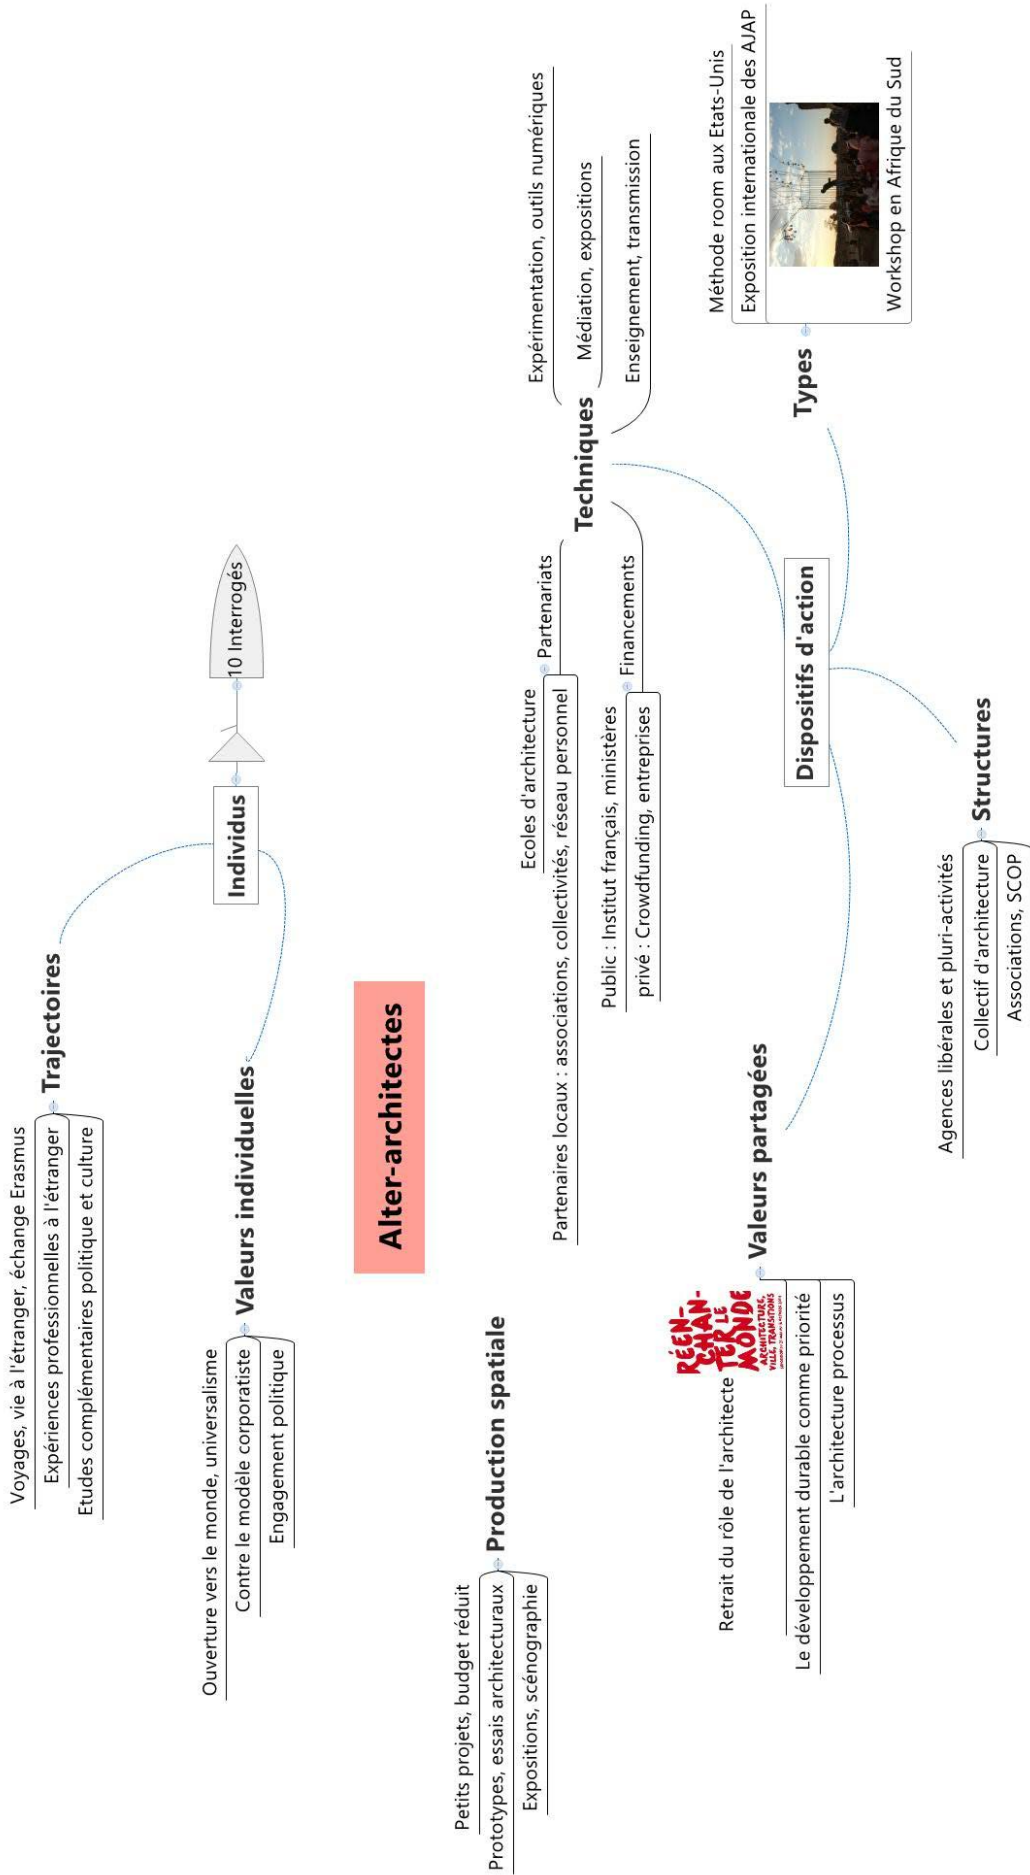 Voyages, vie à l'étranger, échange Erasmus
Expériences professionnelles à l'étranger
Etudes complémentaires politique et culture
Trajectoires
Individus
10 Interrogés
Ouverture vers le monde, universalisme
Contre le modèle corporatiste
Engagement politique
Valeurs individuelles
Alter-architectes
Petits projets, budget réduit
Prototypes, essais architecturaux
Expositions, scénographie
Production spatiale
Ecoles d'architecture
Partenaires locaux : associations, collectivités, réseau personnel
Partenariats
Public : Institut français, ministères
privé : Crowdfunding, entreprises
Financements
Techniques
Expérimentation, outils numériques
Médiation, expositions
Enseignement, transmission
Retrait du rôle de l'architecte
RÉEN-
CHAN-
TER LE
MONDE
ARCHITECTURE,
VILLE, TRANSITIONS
Le développement durable comme priorité
L'architecture processus
Valeurs partagées
Dispositifs d'action
Types
Méthode room aux Etats-Unis
Exposition internationale des AJAP
Workshop en Afrique du Sud
Agences libérales et pluri-activités
Collectif d'architecture
Associations, SCOP
Structures